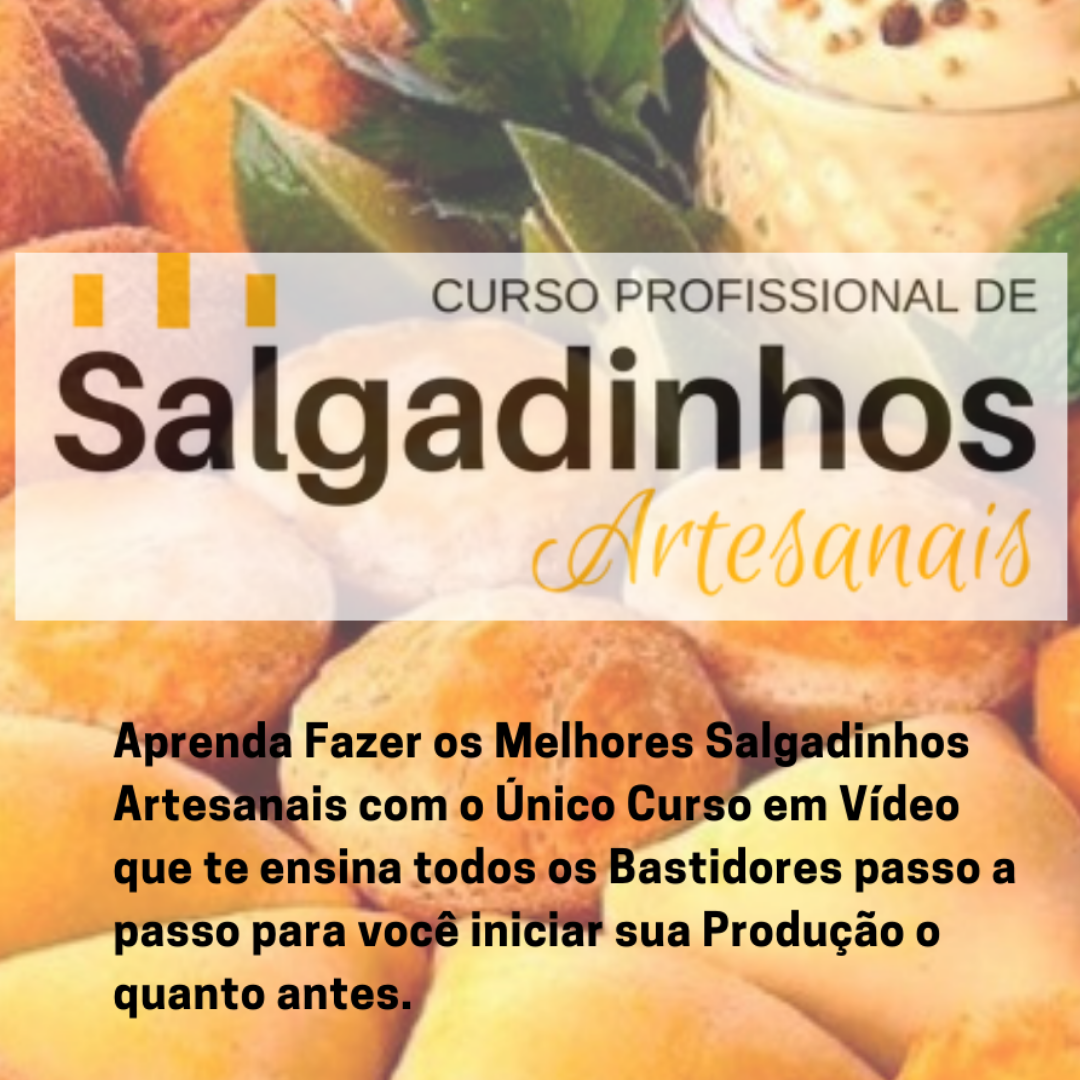 CURSO PROFISSIONAL DE
Salgadinhos
Artesanais
Aprenda Fazer os Melhores Salgadinhos
Artesanais com o Único Curso em Vídeo
que te ensina todos os Bastidores passo a
passo para você iniciar sua Produção o
quanto antes.